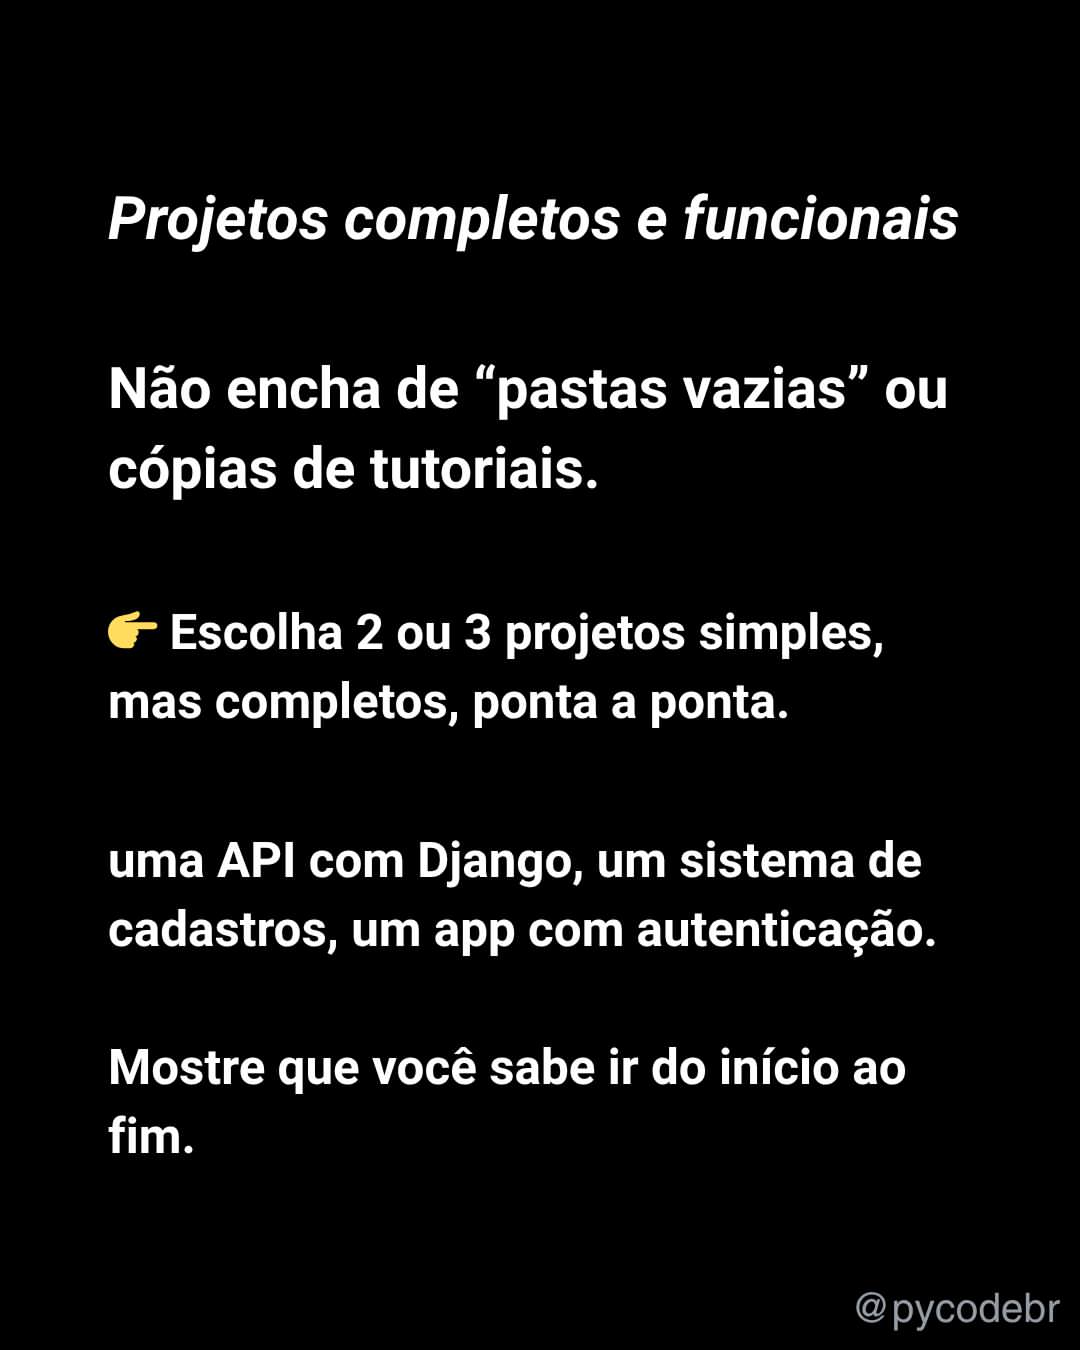 Projetos completos e funcionais
Não encha de “pastas vazias” ou
cópias de tutoriais.
👉 Escolha 2 ou 3 projetos simples,
mas completos, ponta a ponta.
uma API com Django, um sistema de
cadastros, um app com autenticação.
Mostre que você sabe ir do início ao
fim.
@pycodebr